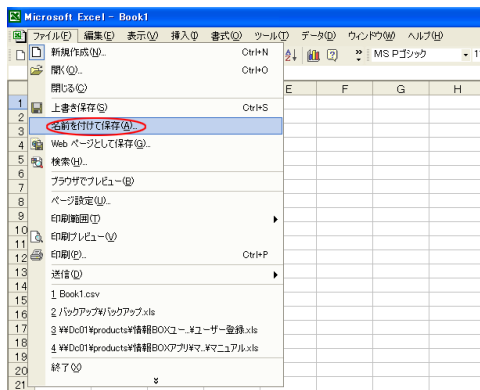 Microsoft Excel - Book1
ファイル(F) 編集(E) 表示(V) 挿入(I) 書式(O) ツール(T) データ(D) ウィンドウ(W) ヘルプ(H)
新規作成(N)... Ctrl+N
MS Pゴシック
開く(O)... Ctrl+O
閉じる(C)
E F G H
上書き保存(S) Ctrl+S
名前を付けて保存(A)...
Web ページとして保存(G)...
検索(H)...
ブラウザでプレビュー(B)
ページ設定(U)...
印刷範囲(T)
印刷プレビュー(V)
印刷(P)... Ctrl+P
送信(D)
1 Book1.csv
2 バックアップ¥バックアップ.xls
3 ¥¥Dc01¥products¥情報BOXユー...¥ユーザー登録.xls
4 ¥¥Dc01¥products¥情報BOXアプリ¥マ...¥マニュアル.xls
終了(X)
1
2
3
4
5
6
7
8
9
10
11
12
13
14
15
16
17
18
19
20
21